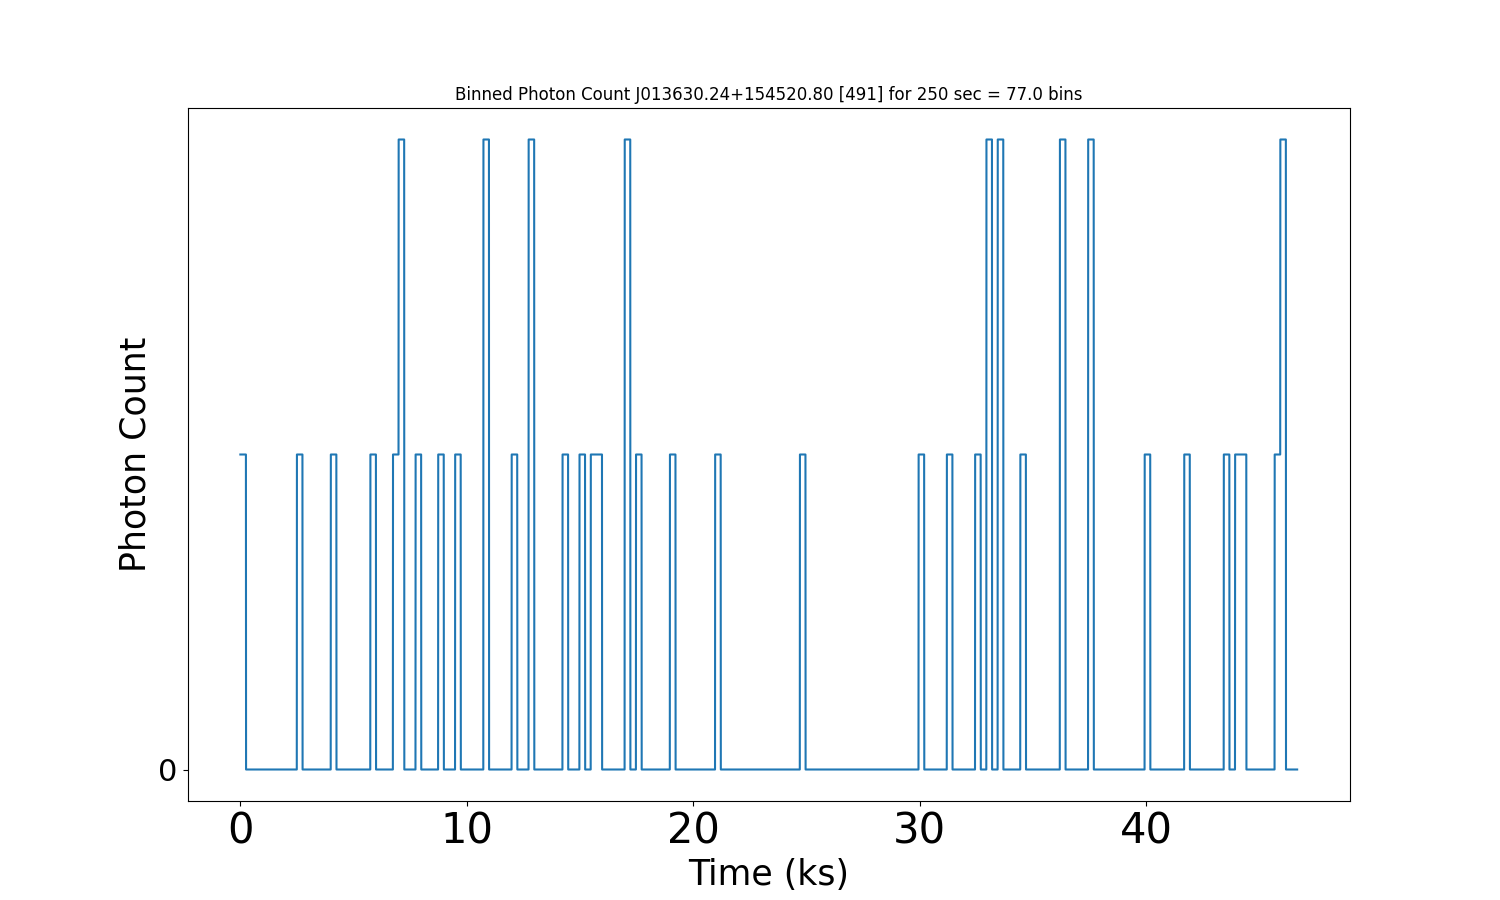 Binned Photon Count J013630.24+154520.80 [491] for 250 sec = 77.0 bins
Photon Count
0
0 10 20 30 40
Time (ks)